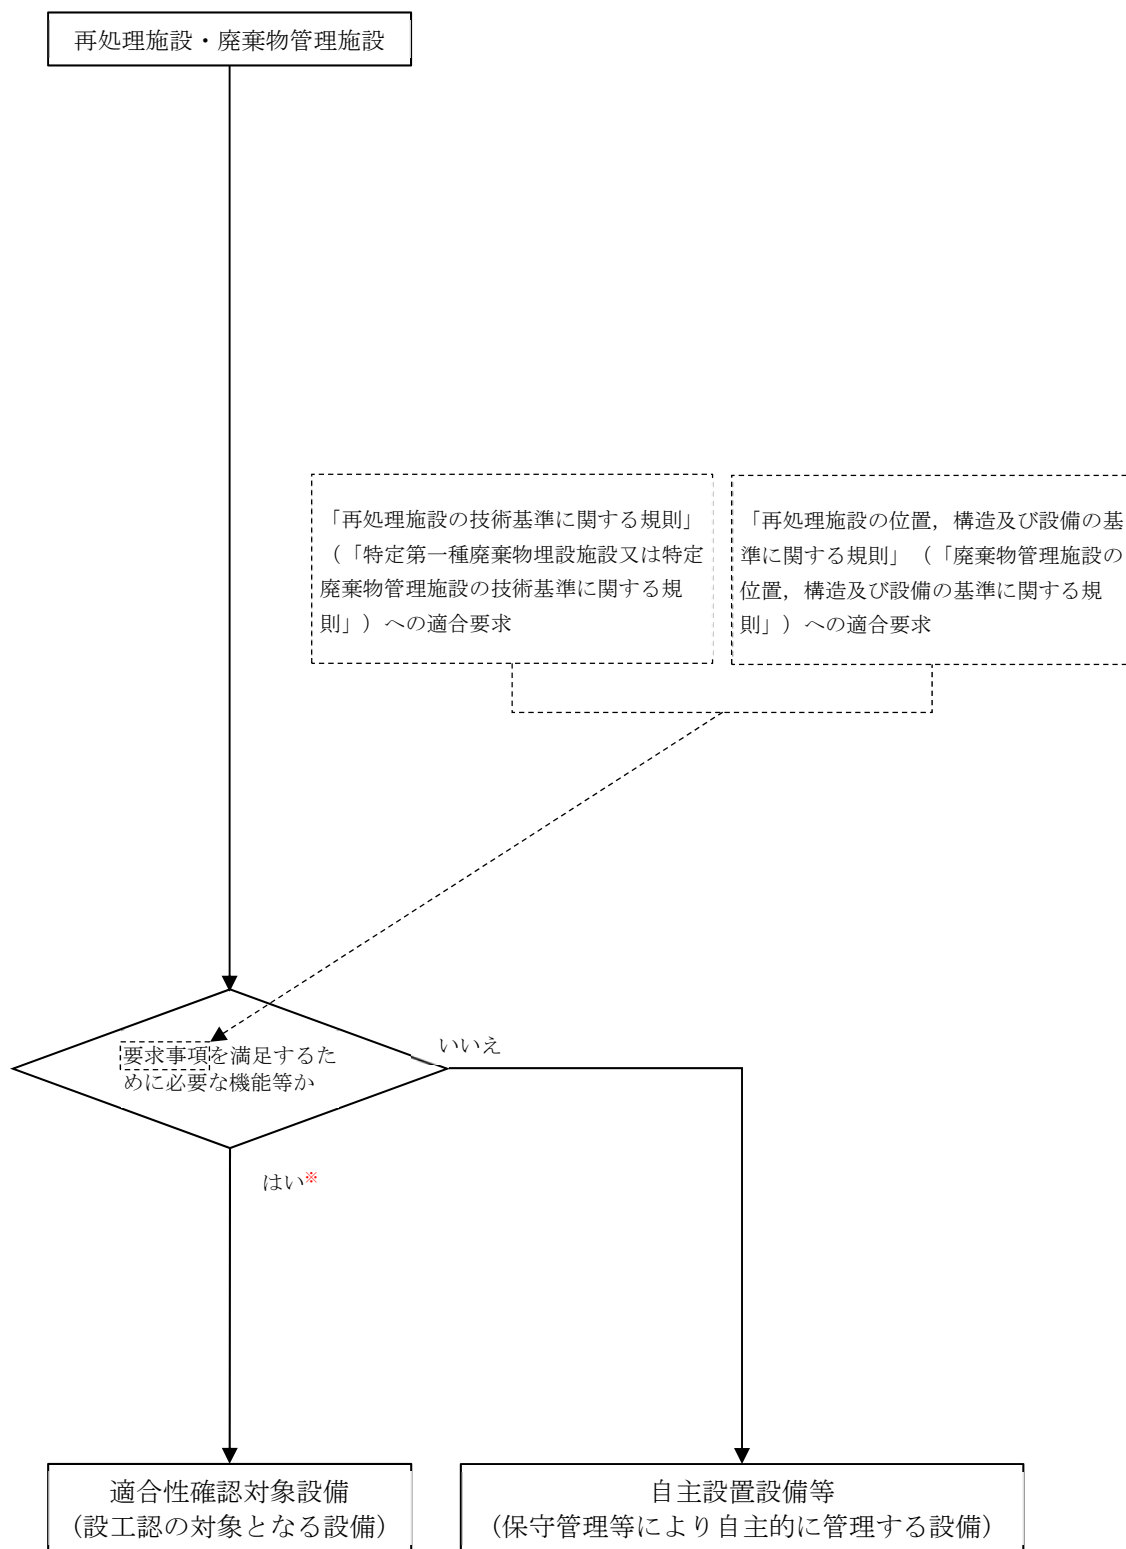 再処理施設・廃棄物管理施設
「再処理施設の技術基準に関する規則」
（「特定第一種廃棄物埋設施設又は特定
廃棄物管理施設の技術基準に関する規
則」）への適合要求
「再処理施設の位置，構造及び設備の基
準に関する規則」（「廃棄物管理施設の
位置，構造及び設備の基準に関する規
則」）への適合要求
いいえ
要求事項を満足するた
めに必要な機能等か
はい※
適合性確認対象設備
（設工認の対象となる設備）
自主設置設備等
（保守管理等により自主的に管理する設備）